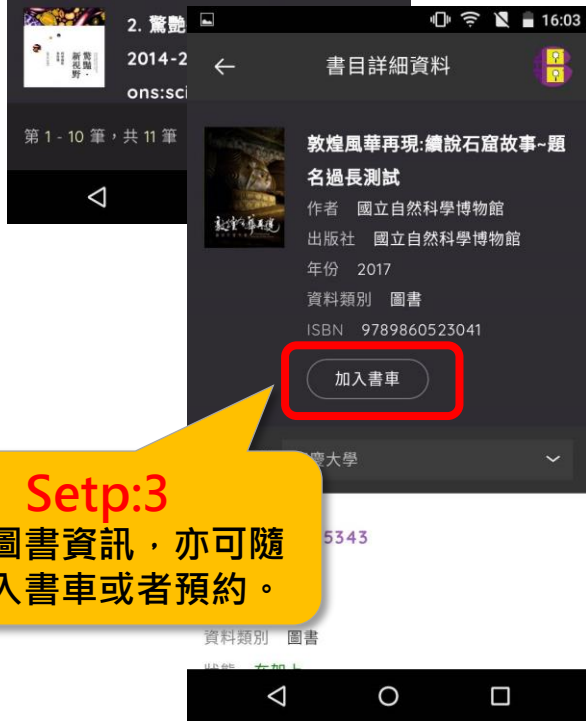 2. 驚艷
2014-2
ons:sci
第 1 - 10 筆，共 11 筆
16:03
書目詳細資料
敦煌風華再現:續說石窟故事~題
名過長測試
作者 國立自然科學博物館
出版社 國立自然科學博物館
年份 2017
資料類別 圖書
ISBN 9789860523041
加入書車
慶大學
Setp:3
圖書資訊，亦可隨
入書車或者預約。
5343
資料類別 圖書